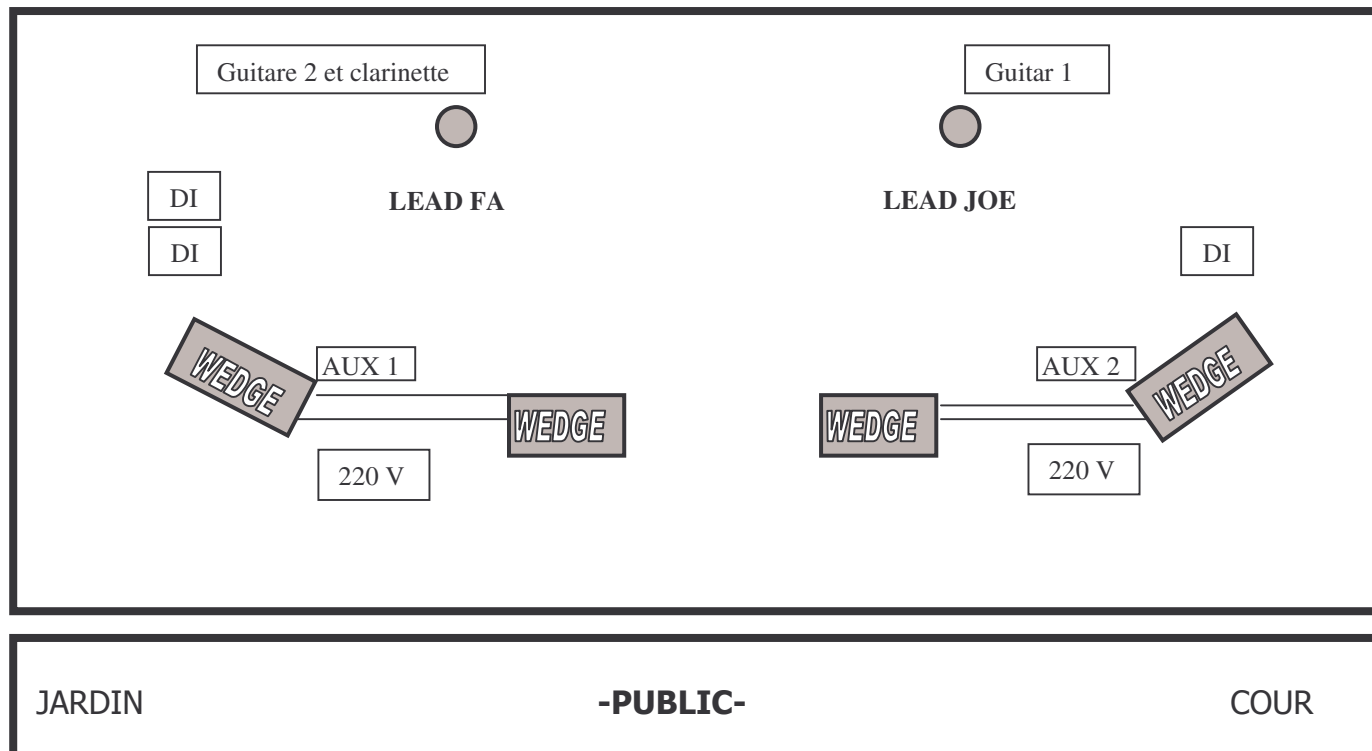 Guitare 2 et clarinette
Guitar 1
DI
LEAD FA
LEAD JOE
DI
DI
WEDGE
AUX 1
AUX 2
WEDGE
WEDGE
WEDGE
220 V
220 V
JARDIN
-PUBLIC-
COUR